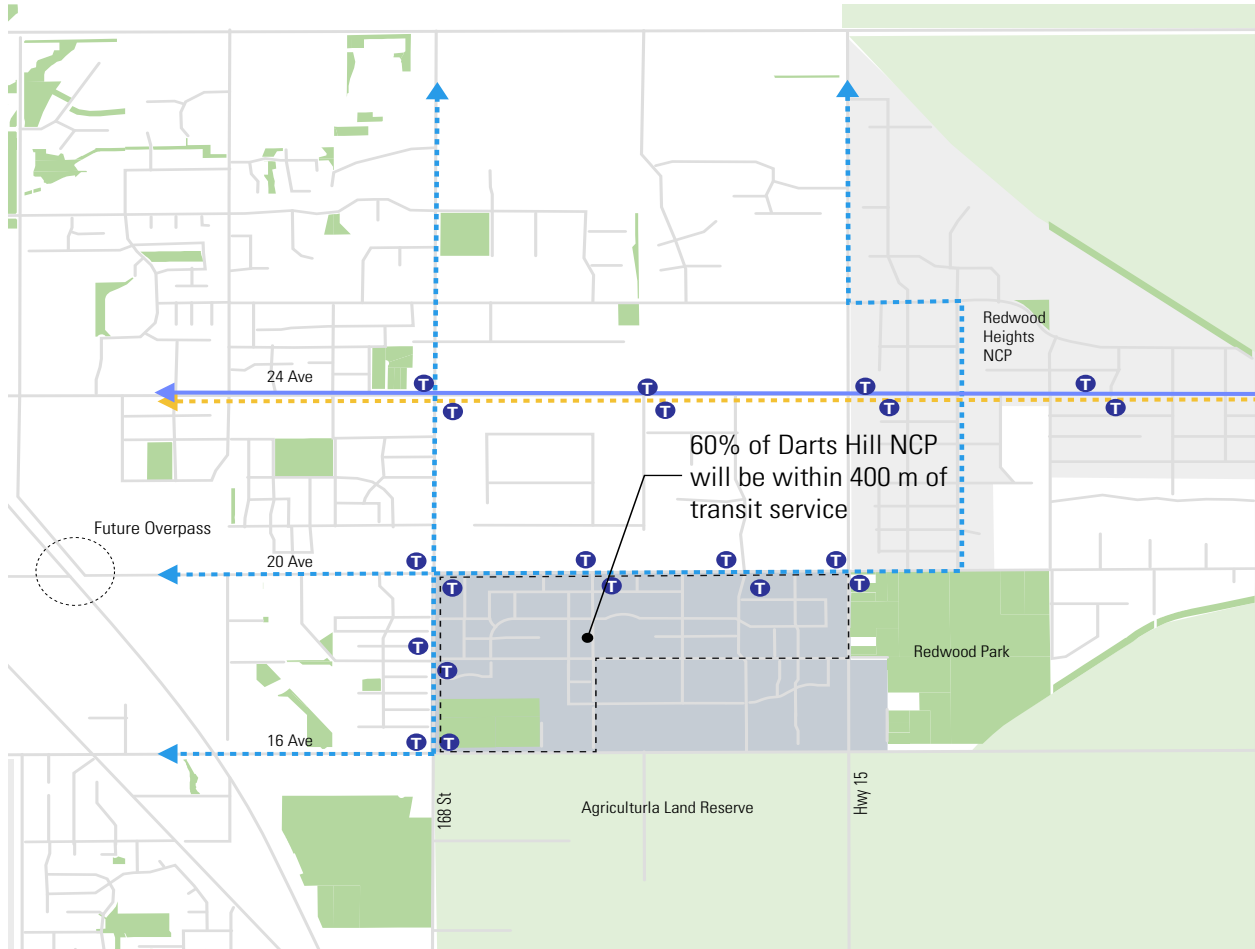 Redwood
Heights
NCP
24 Ave
T
T
T
T
T
T
T
T
60% of Darts Hill NCP
will be within 400 m of
transit service
Future Overpass
20 Ave
T
T
T
T
T
T
T
T
T
T
T
Redwood Park
16 Ave
T
T
168 St
Agriculturla Land Reserve
Hwy 15